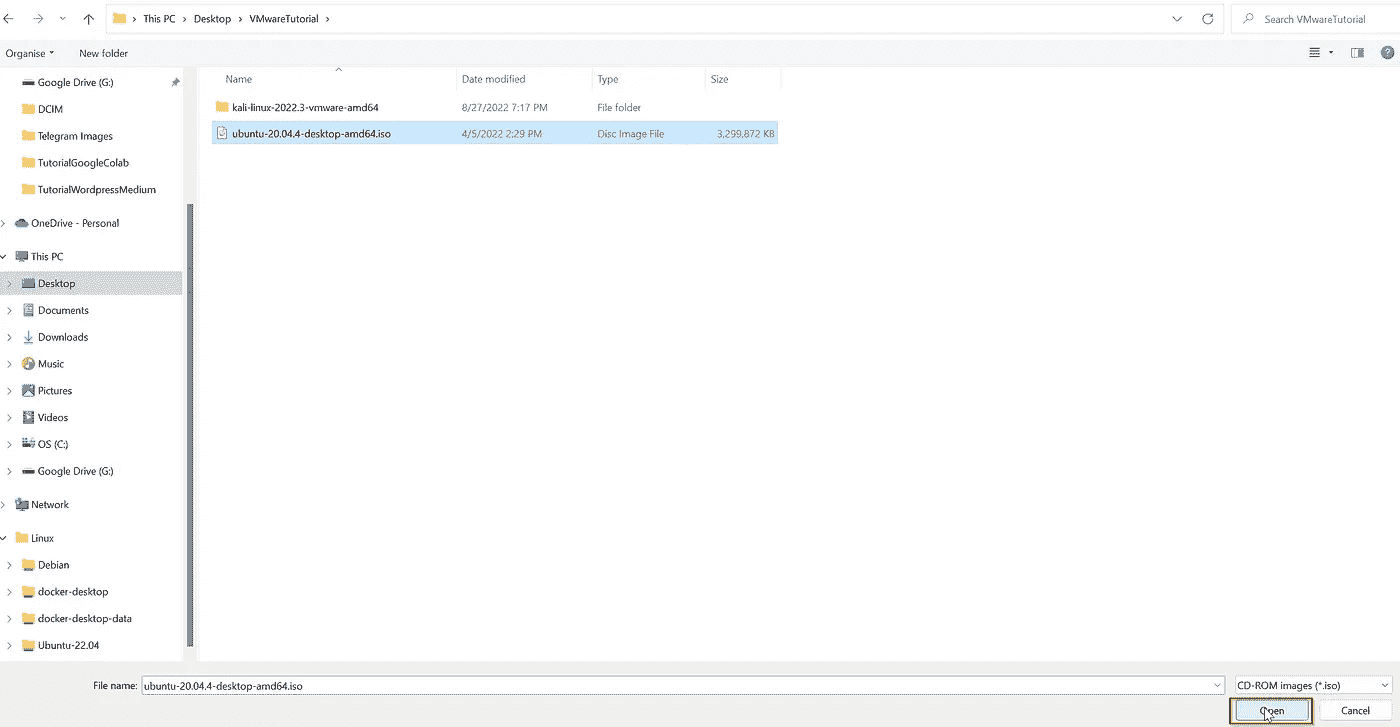 This PC > Desktop > VMwareTutorial >
Search VMwareTutorial
Organise
New folder
Name
Date modified
Type
Size
kali-linux-2022.3-vmware-amd64
8/27/2022 7:17 PM
File folder
ubuntu-20.04.4-desktop-amd64.iso
4/5/2022 2:29 PM
Disc Image File
3,299,872 KB
Google Drive (G:)
DCIM
Telegram Images
TutorialGoogleColab
TutorialWordpressMedium
OneDrive - Personal
This PC
Desktop
Documents
Downloads
Music
Pictures
Videos
OS (C:)
Google Drive (G:)
Network
Linux
Debian
docker-desktop
docker-desktop-data
Ubuntu-22.04
File name:
ubuntu-20.04.4-desktop-amd64.iso
CD-ROM images (*.iso)
Open
Cancel